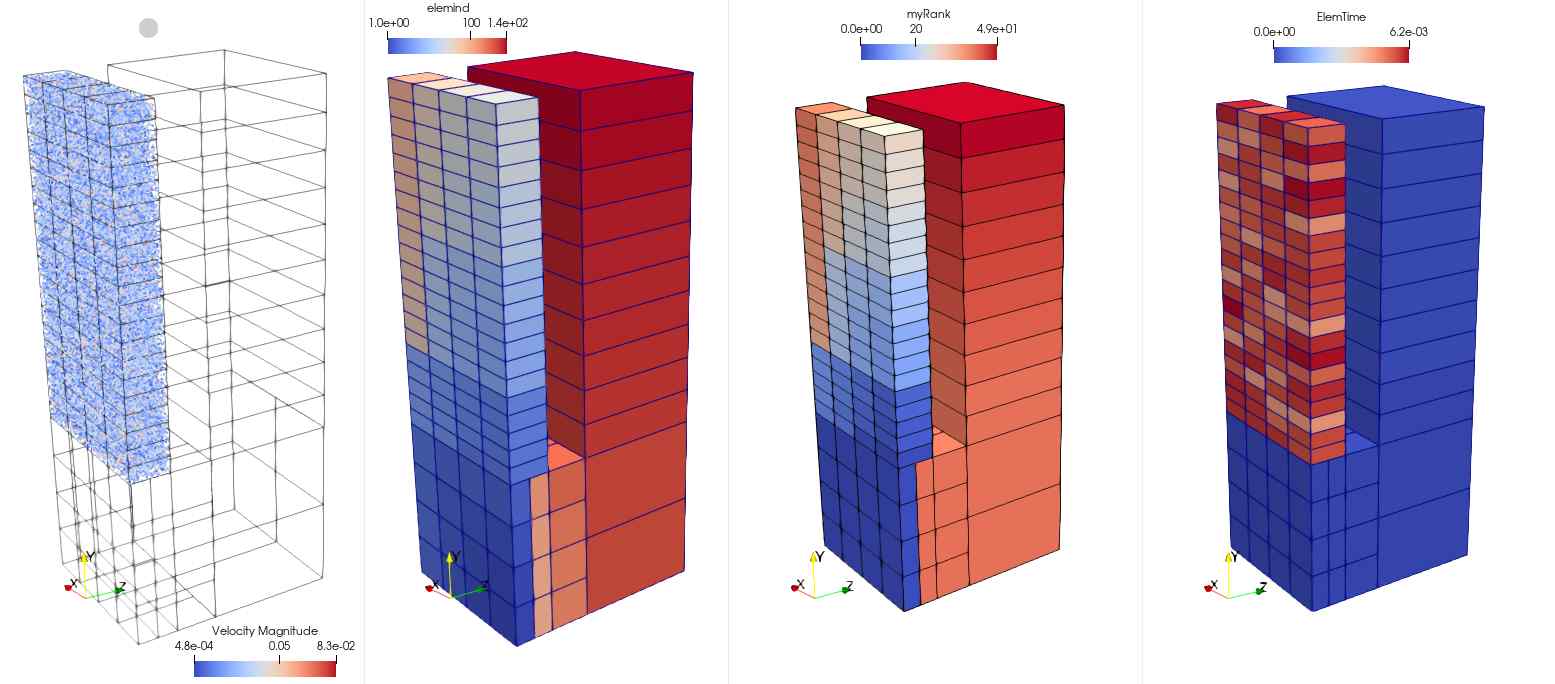 elemInd
1.0e+00 100 1.4e+02
myRank
0.0e+00 20 4.9e+01
ElemTime
0.0e+00 6.2e-03
X Y Z
X Y Z
X Y Z
X Y Z
Velocity Magnitude
4.8e-04 0.05 8.3e-02